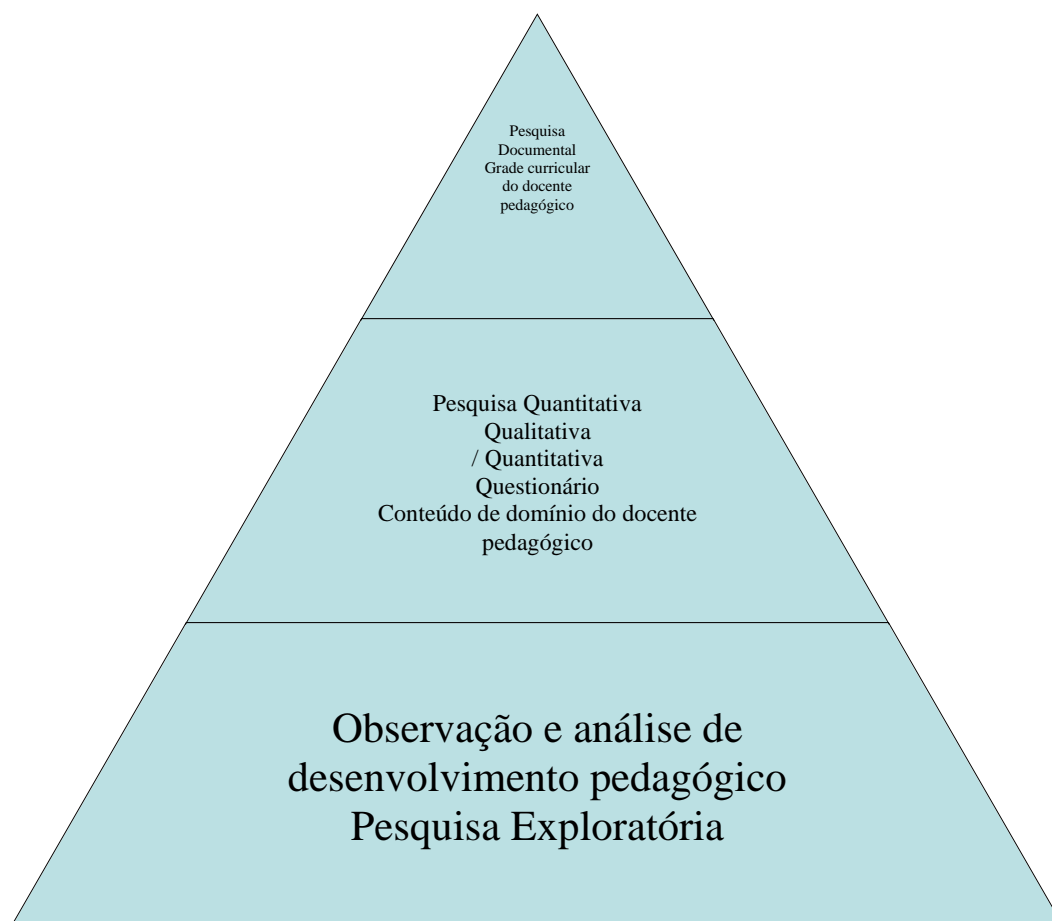 Pesquisa
Documental
Grade curricular
do docente
pedagógico
Pesquisa Quantitativa
Qualitativa
/ Quantitativa
Questionário
Conteúdo de domínio do docente
pedagógico
Observação e análise de
desenvolvimento pedagógico
Pesquisa Exploratória